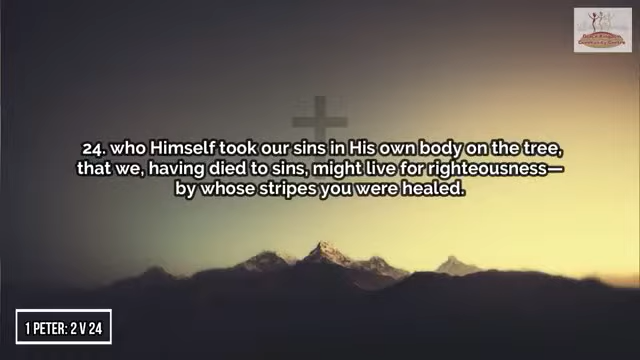 24. who Himself took our sins in His own body on the tree,
that we, having died to sins, might live for righteousness—
by whose stripes you were healed.
1 PETER: 2 V 24